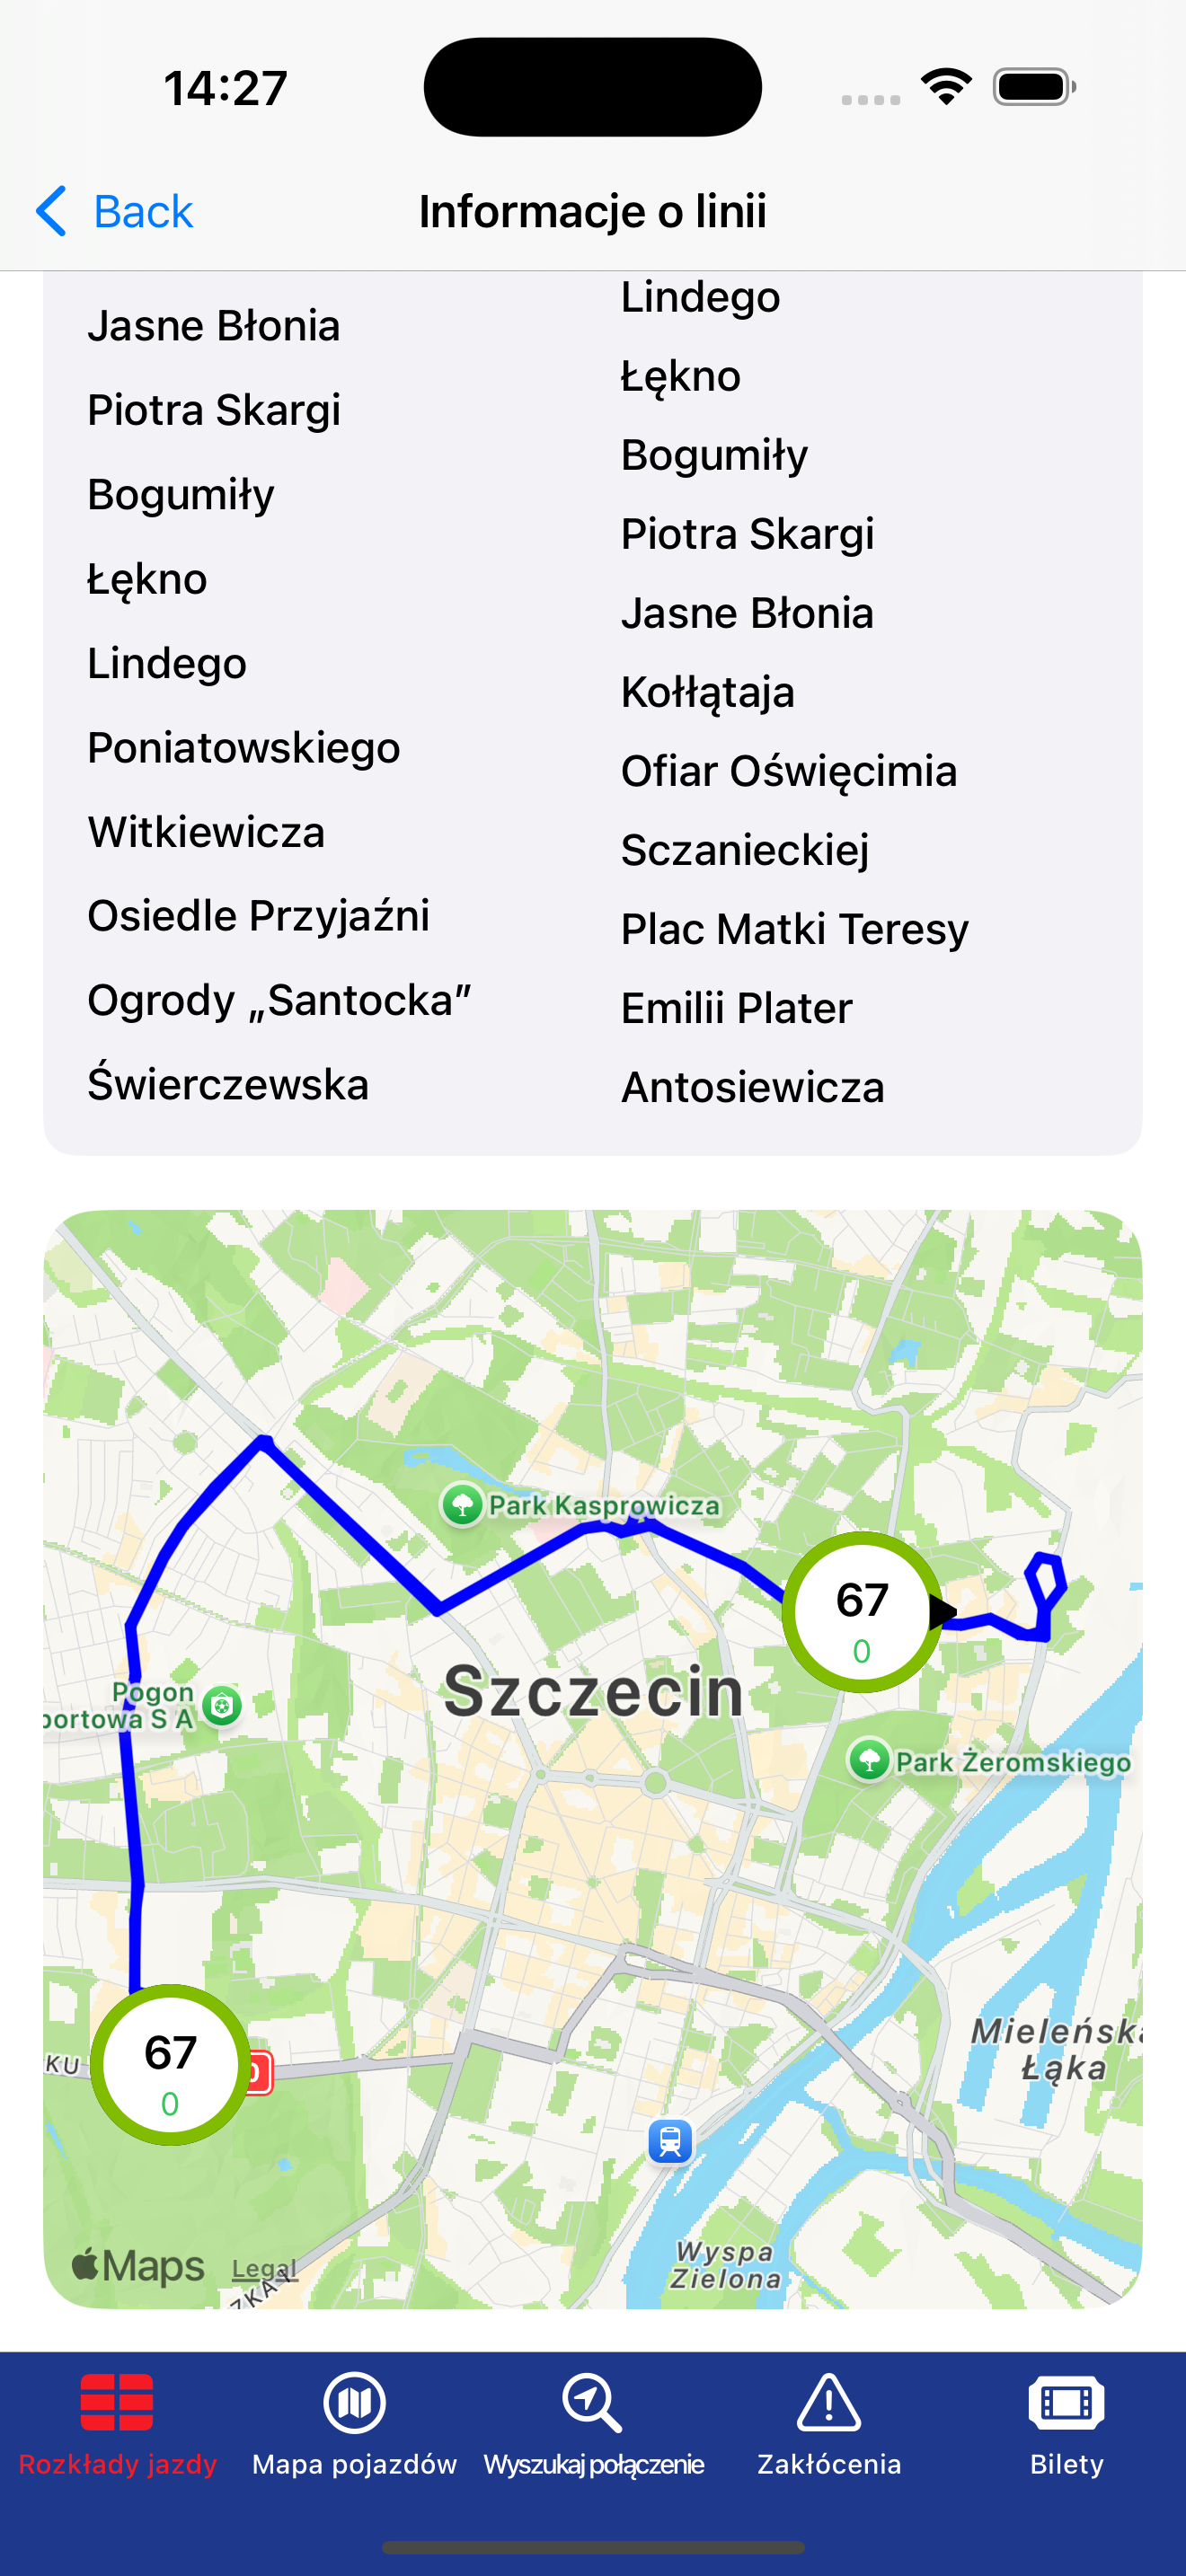 14:27
Back
Informacje o linii
Jasne Błonia
Piotra Skargi
Bogumiły
Łękno
Lindego
Poniatowskiego
Witkiewicza
Osiedle Przyjaźni
Ogrody „Santocka”
Świerczewska
Lindego
Łękno
Bogumiły
Piotra Skargi
Jasne Błonia
Kołłątaja
Ofiar Oświęcimia
Sczanieckiej
Plac Matki Teresy
Emilii Plater
Antosiewicza
Park Kasprowicza
67
0
Pogon
portowa S A
Szczecin
Park Żeromskiego
67
0
KU
Mieleńska
Łąka
Wyspa
Zielona
Maps
Legal
ZKA
Rozkłady jazdy
Mapa pojazdów
Wyszukaj połączenie
Zakłócenia
Bilety